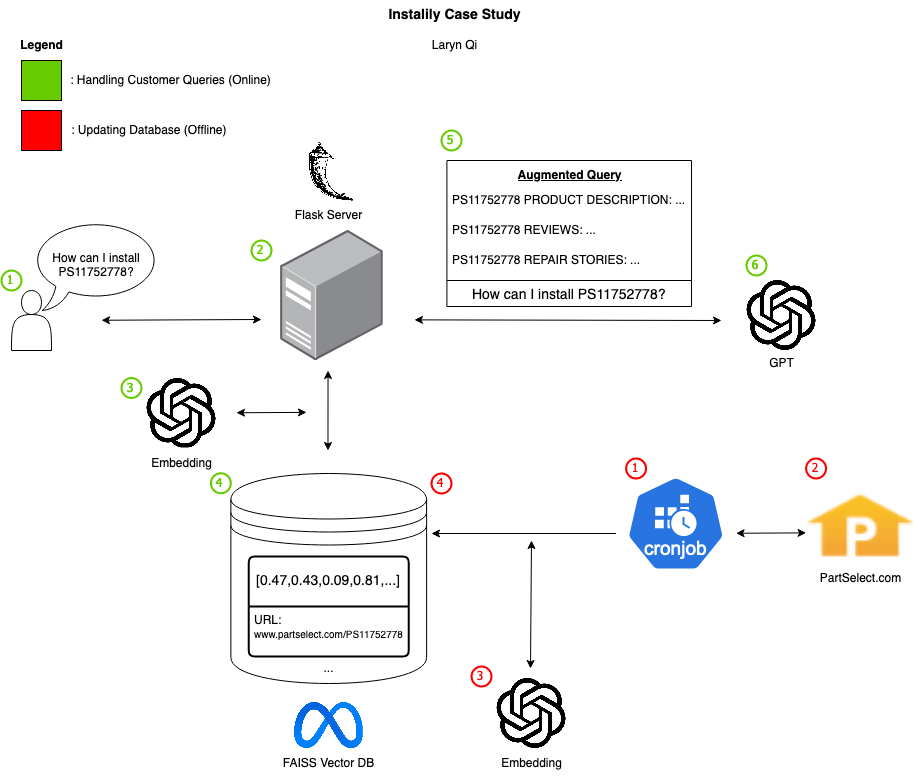 Instalily Case Study
Laryn Qi
Legend
: Handling Customer Queries (Online)
: Updating Database (Offline)
5
Augmented Query
PS11752778 PRODUCT DESCRIPTION: ...
PS11752778 REVIEWS: ...
PS11752778 REPAIR STORIES: ...
How can I install PS11752778?
Flask Server
2
1
How can I install
PS11752778?
6
GPT
3
Embedding
4
4
1
2
cronjob
P
PartSelect.com
[0.47,0.43,0.09,0.81,...]
URL:
www.partselect.com/PS11752778
...
3
FAISS Vector DB
Embedding